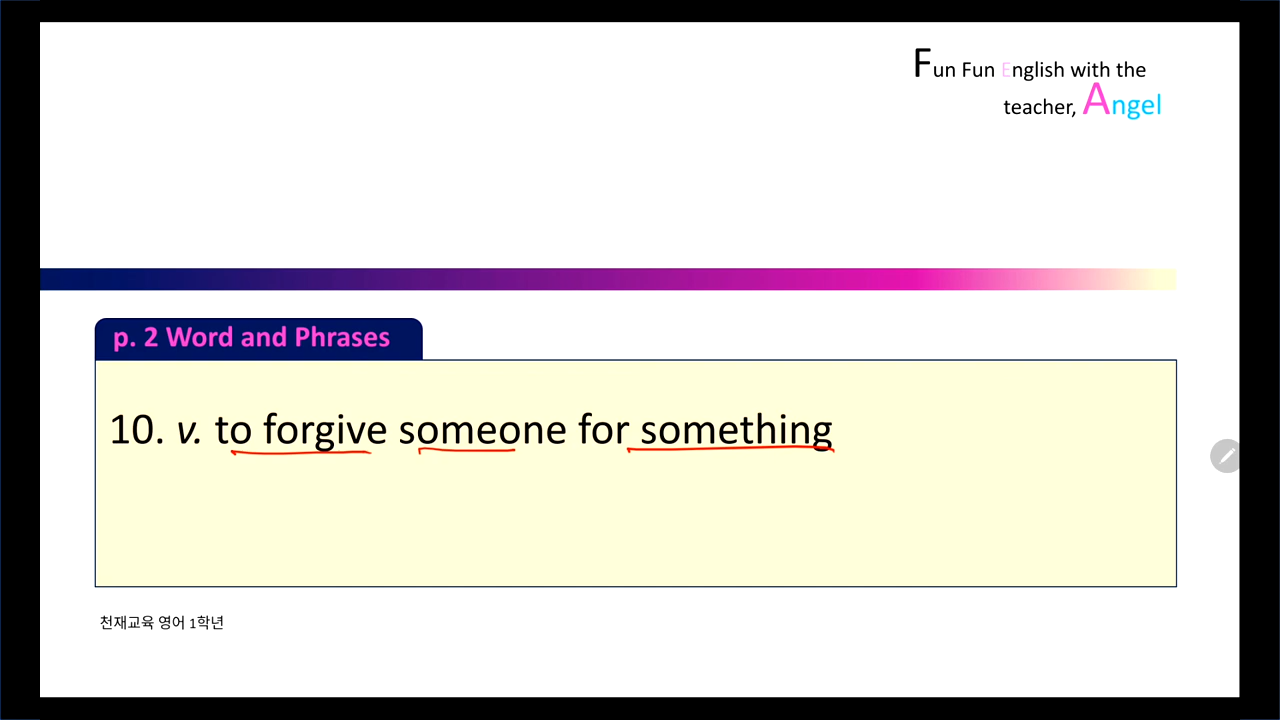 Fun Fun English with the
teacher, Angel
p. 2 Word and Phrases
10. v. to forgive someone for something
천재교육 영어 1학년